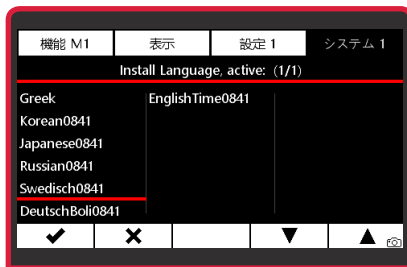 機能 M1
表示
設定 1
システム 1
Install Language, active: (1/1)
Greek
Korean0841
Japanese0841
Russian0841
Swedisch0841
DeutschBoli0841
EnglishTime0841